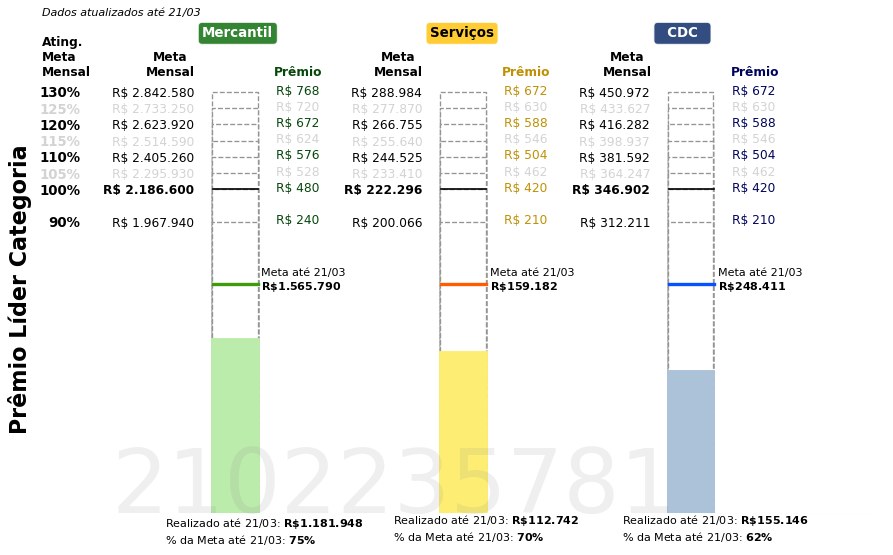 Dados atualizados até 21/03
Mercantil Serviços CDC
Ating. Meta Mensal
Meta Mensal Prêmio Meta Mensal Prêmio Meta Mensal Prêmio
130% R$ 2.842.580 R$ 768 R$ 288.984 R$ 672 R$ 450.972 R$ 672
125% R$ 2.733.250 R$ 720 R$ 277.870 R$ 630 R$ 433.627 R$ 630
120% R$ 2.623.920 R$ 672 R$ 266.755 R$ 588 R$ 416.282 R$ 588
115% R$ 2.514.590 R$ 624 R$ 255.640 R$ 546 R$ 398.937 R$ 546
110% R$ 2.405.260 R$ 576 R$ 244.525 R$ 504 R$ 381.592 R$ 504
105% R$ 2.295.930 R$ 528 R$ 233.410 R$ 462 R$ 364.247 R$ 462
100% R$ 2.186.600 R$ 480 R$ 222.296 R$ 420 R$ 346.902 R$ 420
90% R$ 1.967.940 R$ 240 R$ 200.066 R$ 210 R$ 312.211 R$ 210
Prêmio Líder Categoria
Meta até 21/03 Meta até 21/03 Meta até 21/03
R$1.565.790 R$159.182 R$248.411
2102235781
Realizado até 21/03: R$1.181.948 Realizado até 21/03: R$112.742 Realizado até 21/03: R$155.146
% da Meta até 21/03: 75% % da Meta até 21/03: 70% % da Meta até 21/03: 62%